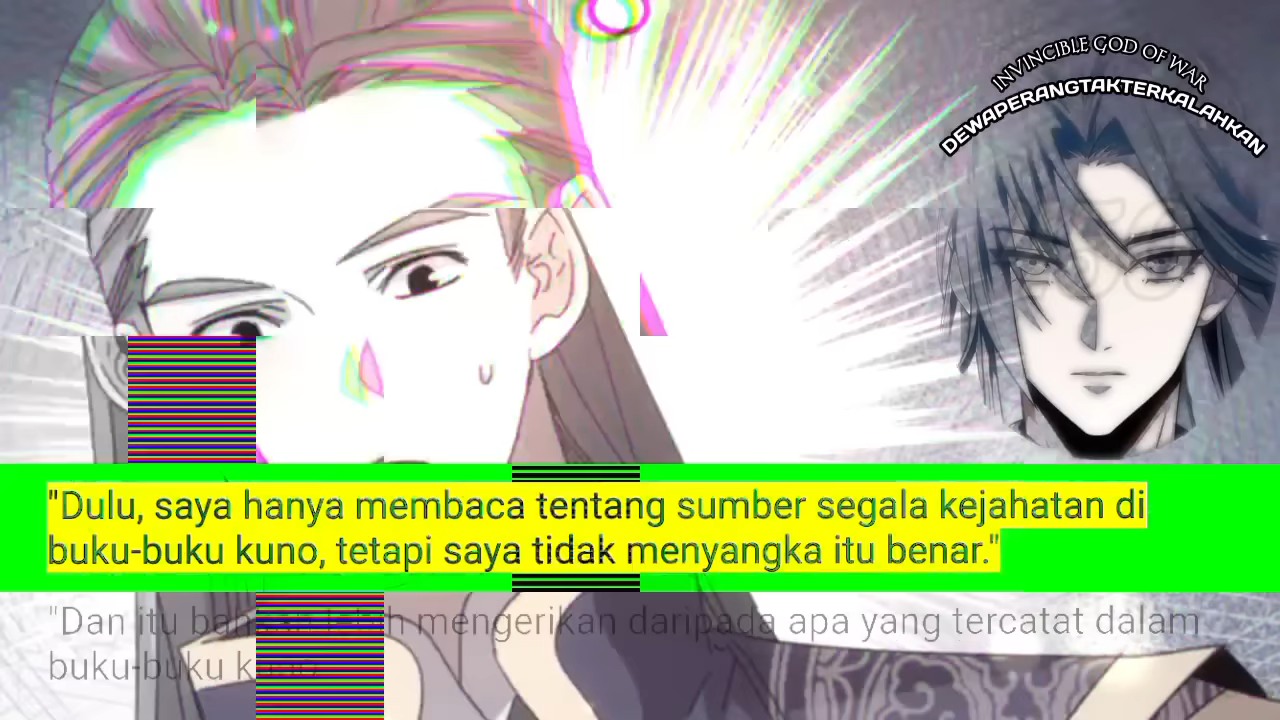 INVINCIBLE GOD OF WAR
DEWAPERANGTAKTERKALAHKAN
"Dulu, saya hanya membaca tentang sumber segala kejahatan di
buku-buku kuno, tetapi saya tidak menyangka itu benar."
"Dan itu mengerikan daripada apa yang tercatat dalam
buku-buku